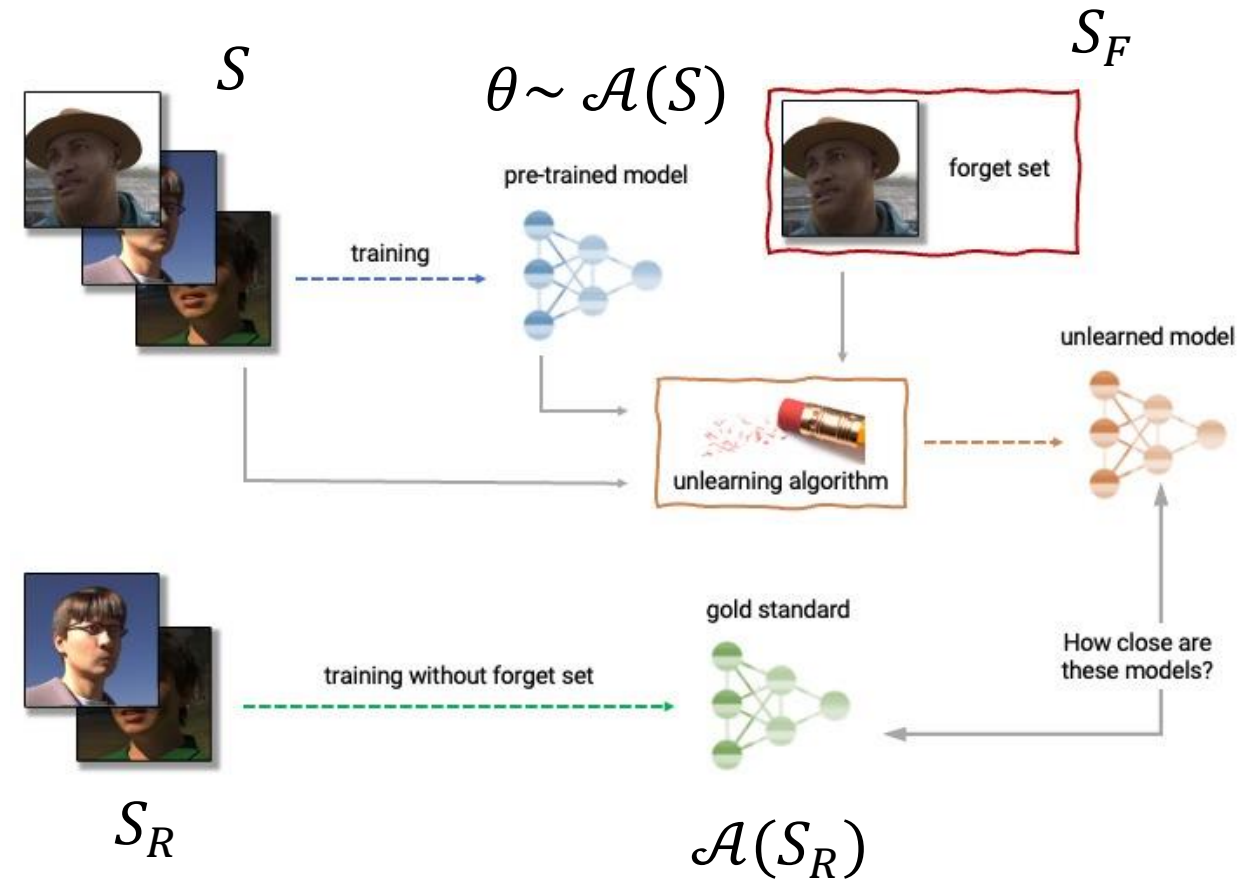 S
θ ~ 𝒜(S)
S_F
pre-trained model
forget set
training
unlearned model
unlearning algorithm
gold standard
training without forget set
How close are
these models?
S_R
𝒜(S_R)